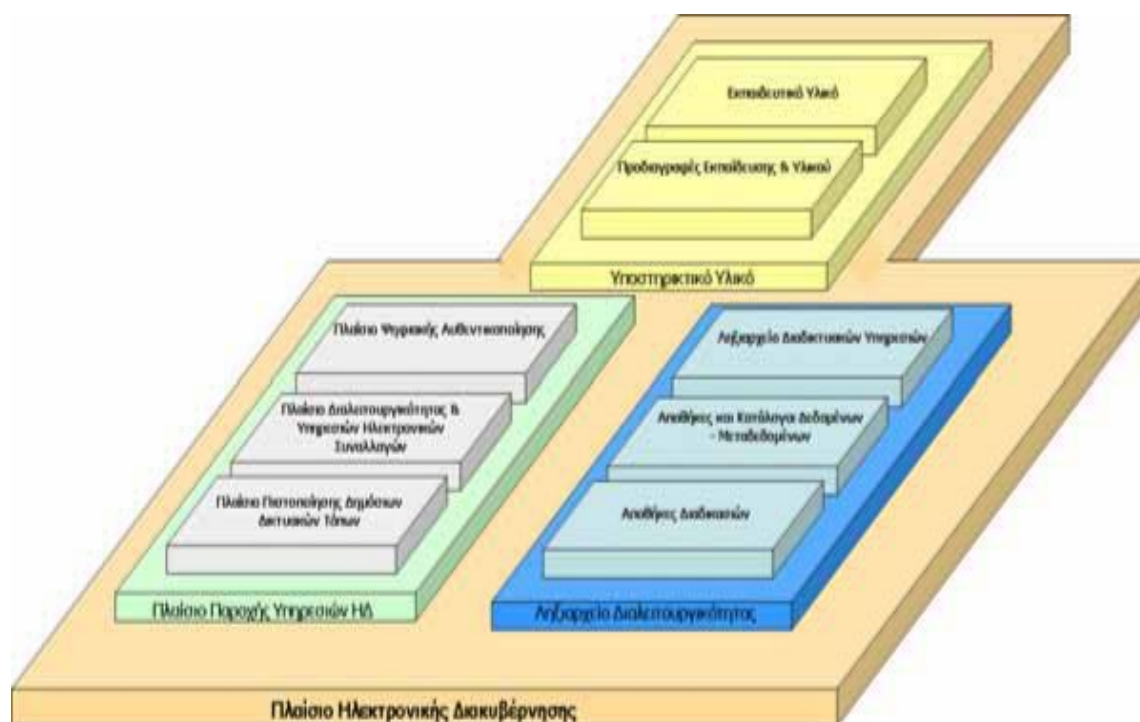 Εκπαιδευτικό Υλικό
Προδιαγραφές Εκπαίδευσης & Υλικού
Υποστηρικτικό Υλικό
Πλαίσιο Ψηφιακής Αυθεντικοποίησης
Πλαίσιο Διαλειτουργικότητας &
Υπηρεσιών Ηλεκτρονικών
Συναλλαγών
Πλαίσιο Πιστοποίησης Δημόσιων
Δικτυακών Τόπων
Πλαίσιο Παροχής Υπηρεσιών ΗΔ
Ληξιαρχείο Διαδικτυακών Υπηρεσιών
Αποθήκες και Κατάλογοι Δεδομένων
- Μεταδεδομένων
Αποθήκες Διαδικασιών
Ληξιαρχείο Διαλειτουργικότητας
Πλαίσιο Ηλεκτρονικής Διακυβέρνησης